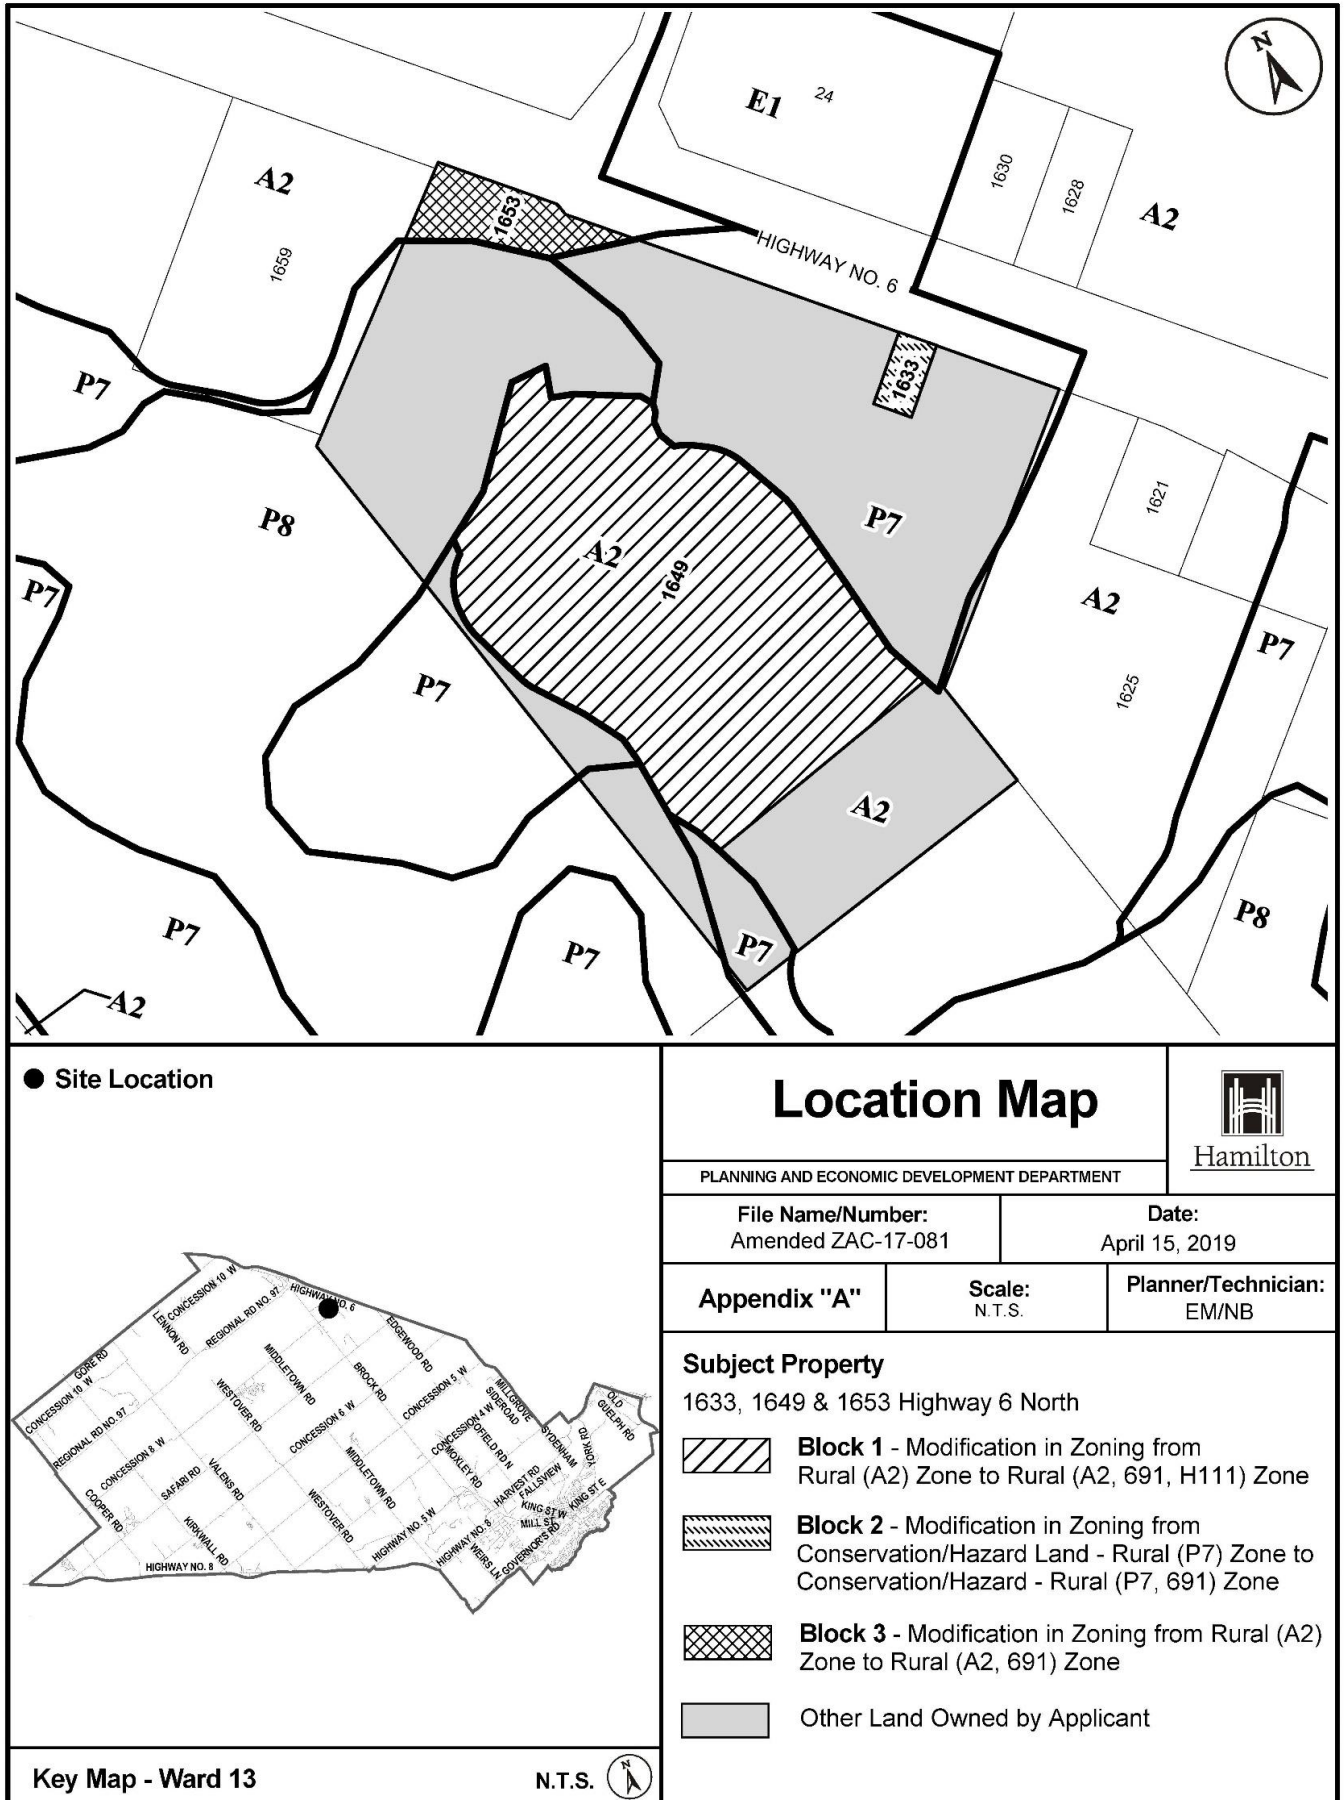 N
E1
24
A2
1659
1653
1630
1628
A2
HIGHWAY NO. 6
P7
1633
P8
P7
1621
A2
1649
P7
A2
P7
1625
P7
A2
P8
P7
P7
P7
A2
Site Location
CONCESSION 10 W
HIGHWAY NO. 6
LENNON RD
REGIONAL RD NO. 97
EDGEWOOD RD
GORE RD
MIDDLETOWN RD
BROCK RD
CONCESSION 10 W
WESTOVER RD
CONCESSION 5 W
MILLGROVE SIDEROAD
OLD GUELPH RD
REGIONAL RD NO. 97
CONCESSION 6 W
CONCESSION 4 W
OFIELD RD N
SYDENHAM
YORK RD
CONCESSION 8 W
MIDDLETOWN RD
MOXLEY RD
HARVEST RD
FALLSVIEW
SAFARI RD
VALENS RD
KING ST W
KING ST E
COOPER RD
WESTOVER RD
MILL ST
KIRKWALL RD
HIGHWAY NO. 5 W
HIGHWAY NO. 8
GOVERNOR'S RD
WEIRS LN
HIGHWAY NO. 8
Key Map - Ward 13
N.T.S.
N
Location Map
Hamilton
PLANNING AND ECONOMIC DEVELOPMENT DEPARTMENT
File Name/Number:
Amended ZAC-17-081
Date:
April 15, 2019
Appendix "A"
Scale:
N.T.S.
Planner/Technician:
EM/NB
Subject Property
1633, 1649 & 1653 Highway 6 North
Block 1 - Modification in Zoning from
Rural (A2) Zone to Rural (A2, 691, H111) Zone
Block 2 - Modification in Zoning from
Conservation/Hazard Land - Rural (P7) Zone to
Conservation/Hazard - Rural (P7, 691) Zone
Block 3 - Modification in Zoning from Rural (A2)
Zone to Rural (A2, 691) Zone
Other Land Owned by Applicant